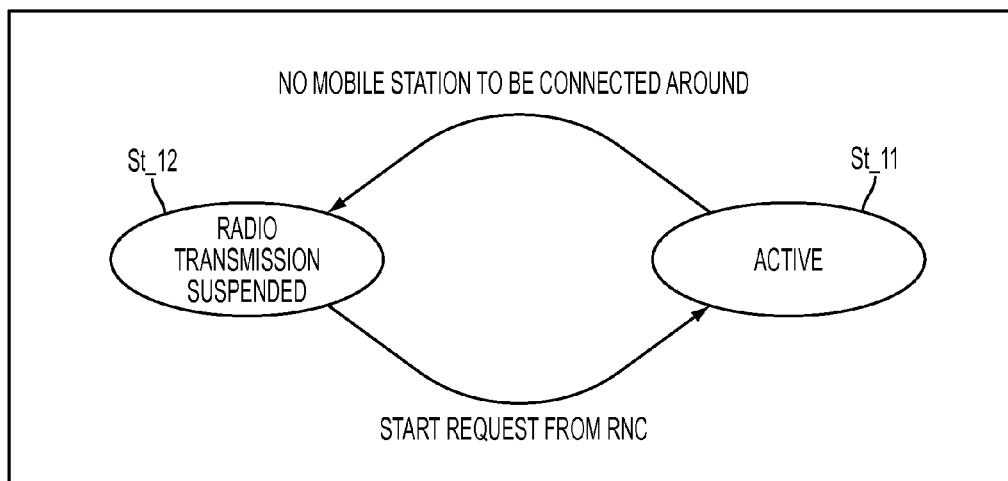 NO MOBILE STATION TO BE CONNECTED AROUND
St_12
St_11
RADIO
TRANSMISSION
SUSPENDED
ACTIVE
START REQUEST FROM RNC